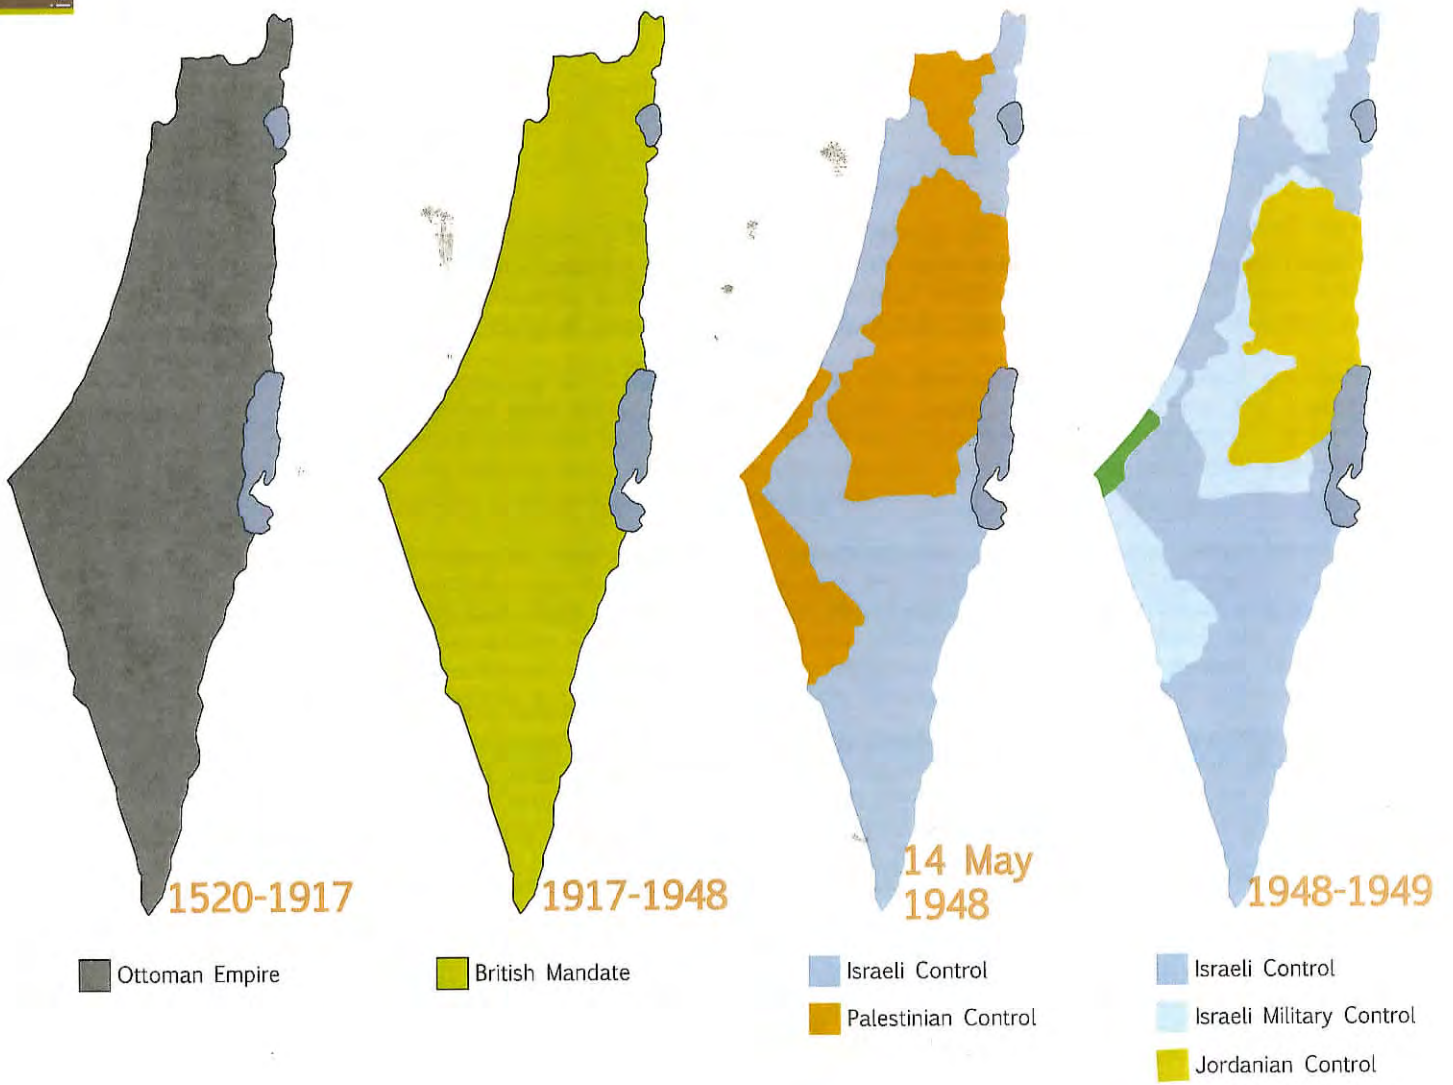 1520-1917
1917-1948
14 May
1948
1948-1949
Ottoman Empire
British Mandate
Israeli Control
Palestinian Control
Israeli Control
Israeli Military Control
Jordanian Control